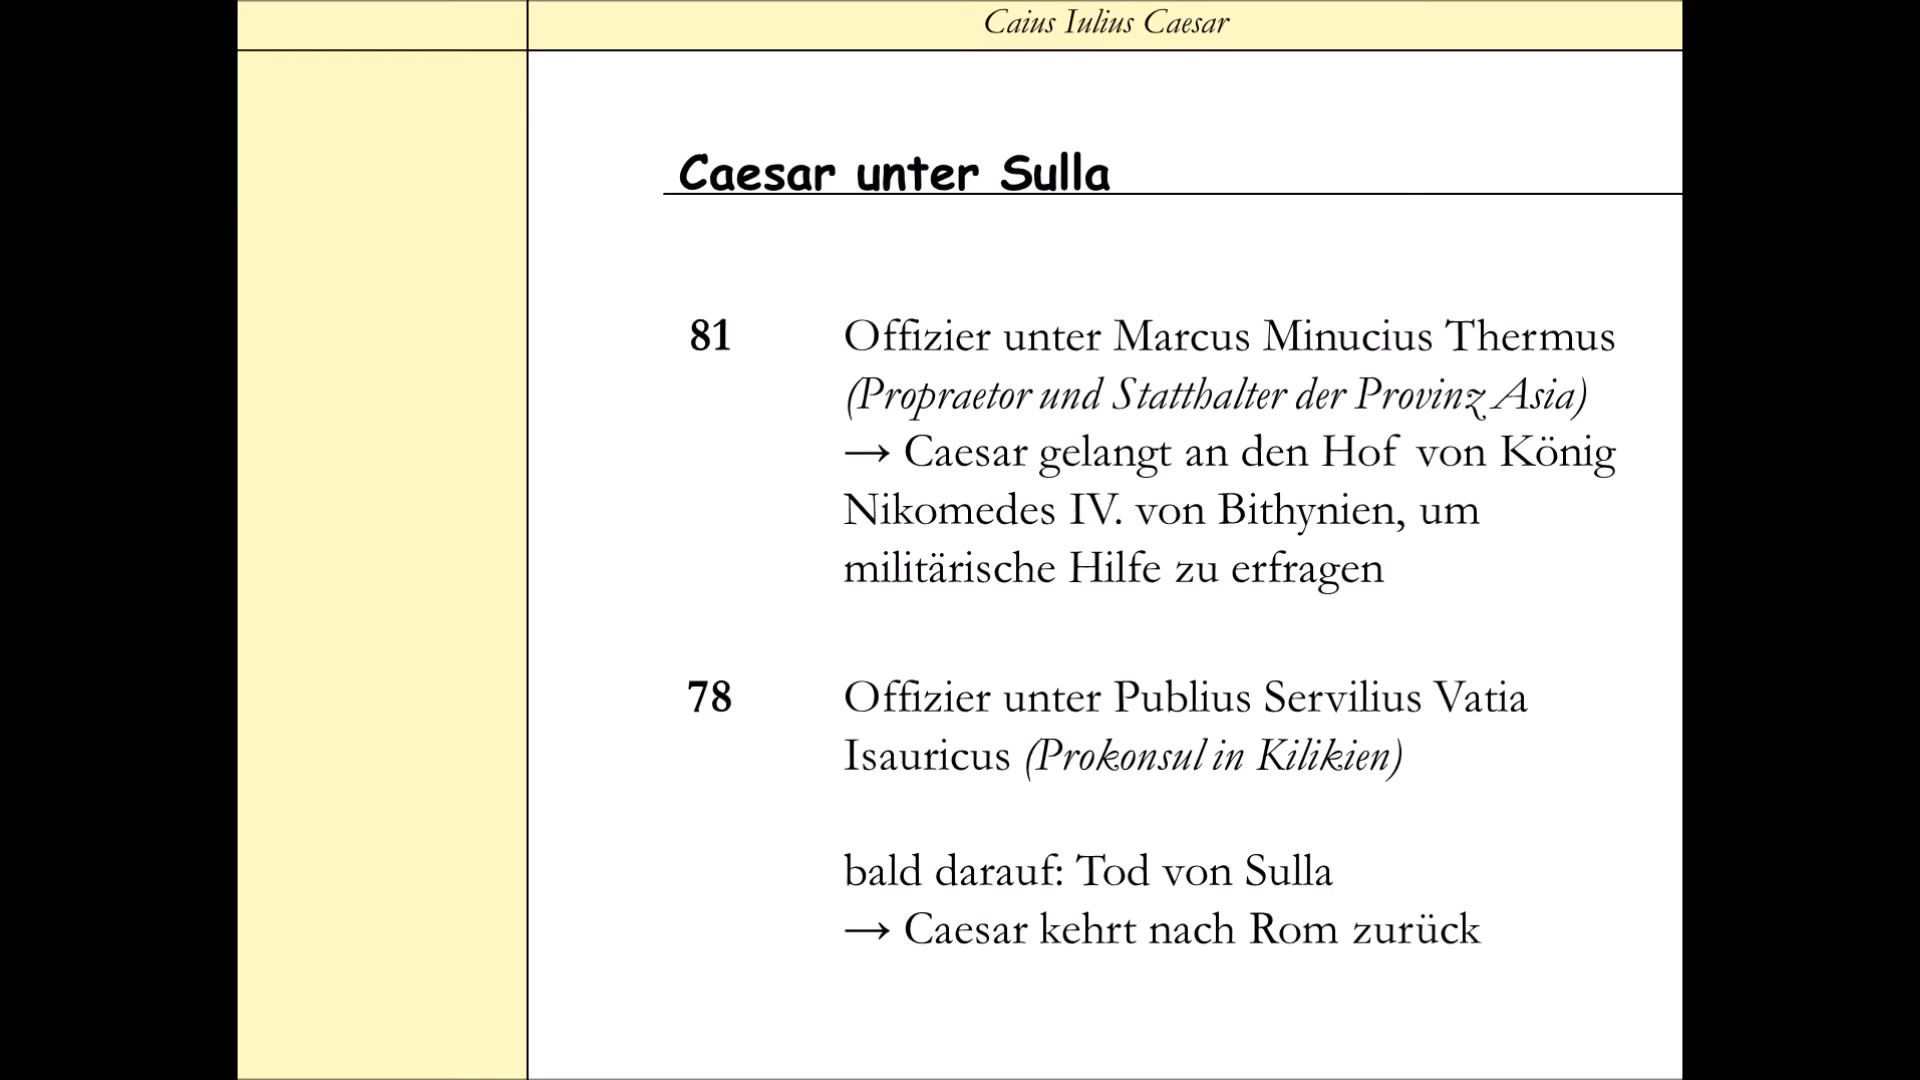 Caius Iulius Caesar
Caesar unter Sulla
81 Offizier unter Marcus Minucius Thermus
(Propraetor und Statthalter der Provinz Asia)
→ Caesar gelangt an den Hof von König
Nikomedes IV. von Bithynien, um
militärische Hilfe zu erfragen
78 Offizier unter Publius Servilius Vatia
Isauricus (Prokonsul in Kilikien)
bald darauf: Tod von Sulla
→ Caesar kehrt nach Rom zurück